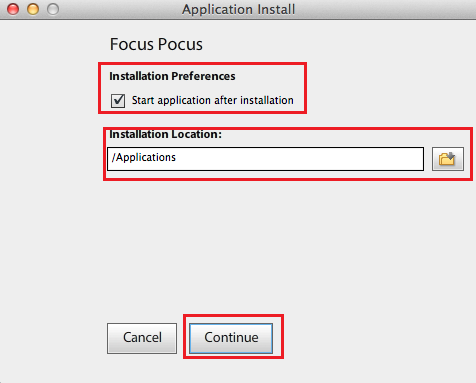 Application Install
Focus Pocus
Installation Preferences
Start application after installation
Installation Location:
/Applications
Cancel
Continue